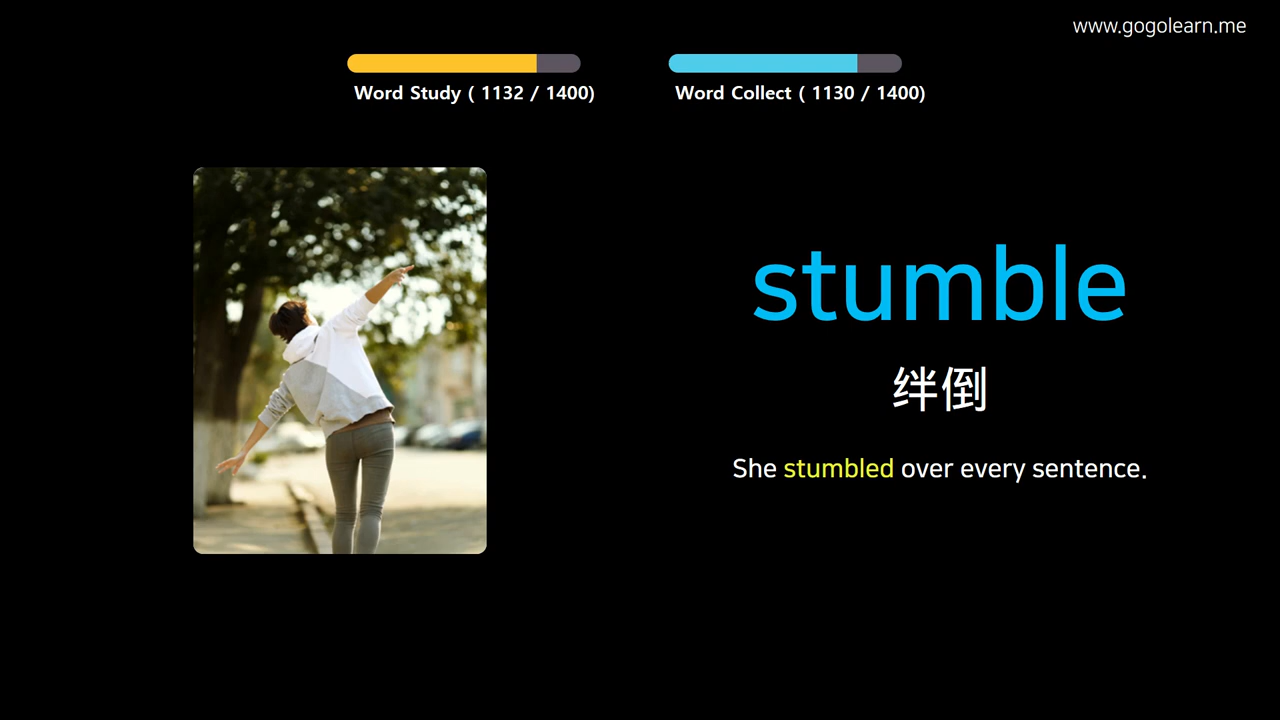 www.gogolearn.me
Word Study ( 1132 / 1400)
Word Collect ( 1130 / 1400)
stumble
绊倒
She stumbled over every sentence.